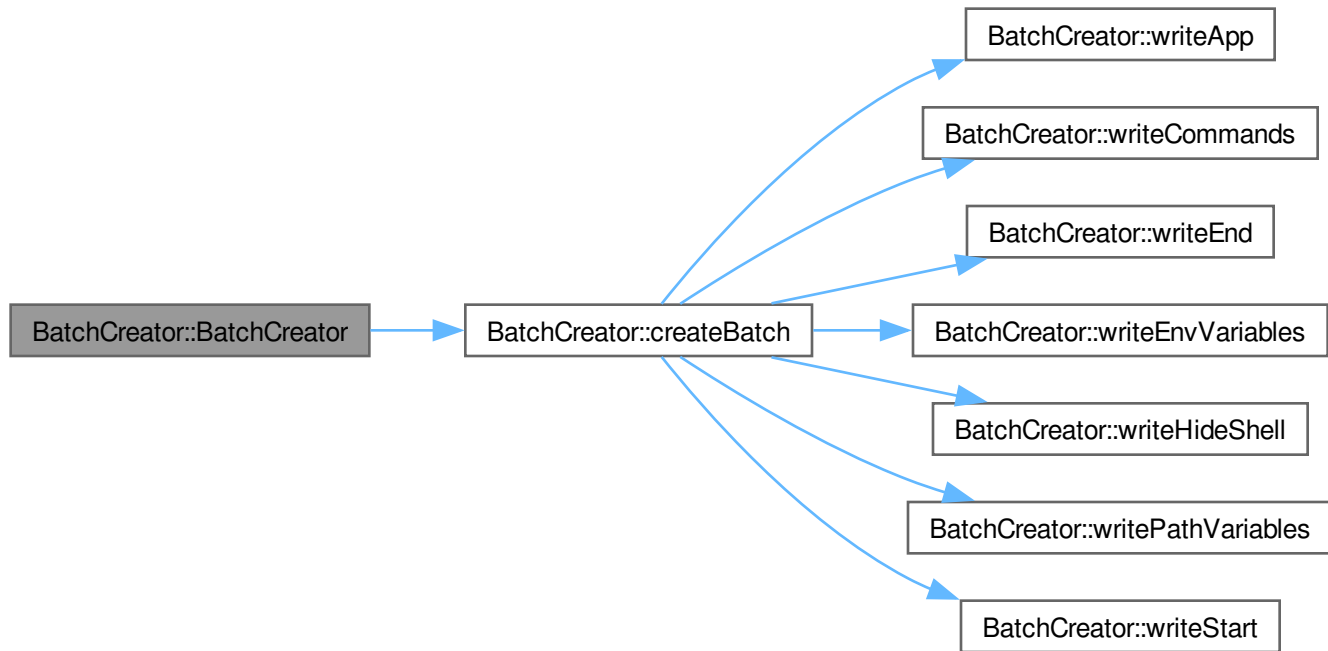 BatchCreator::BatchCreator
BatchCreator::createBatch
BatchCreator::writeApp
BatchCreator::writeCommands
BatchCreator::writeEnd
BatchCreator::writeEnvVariables
BatchCreator::writeHideShell
BatchCreator::writePathVariables
BatchCreator::writeStart